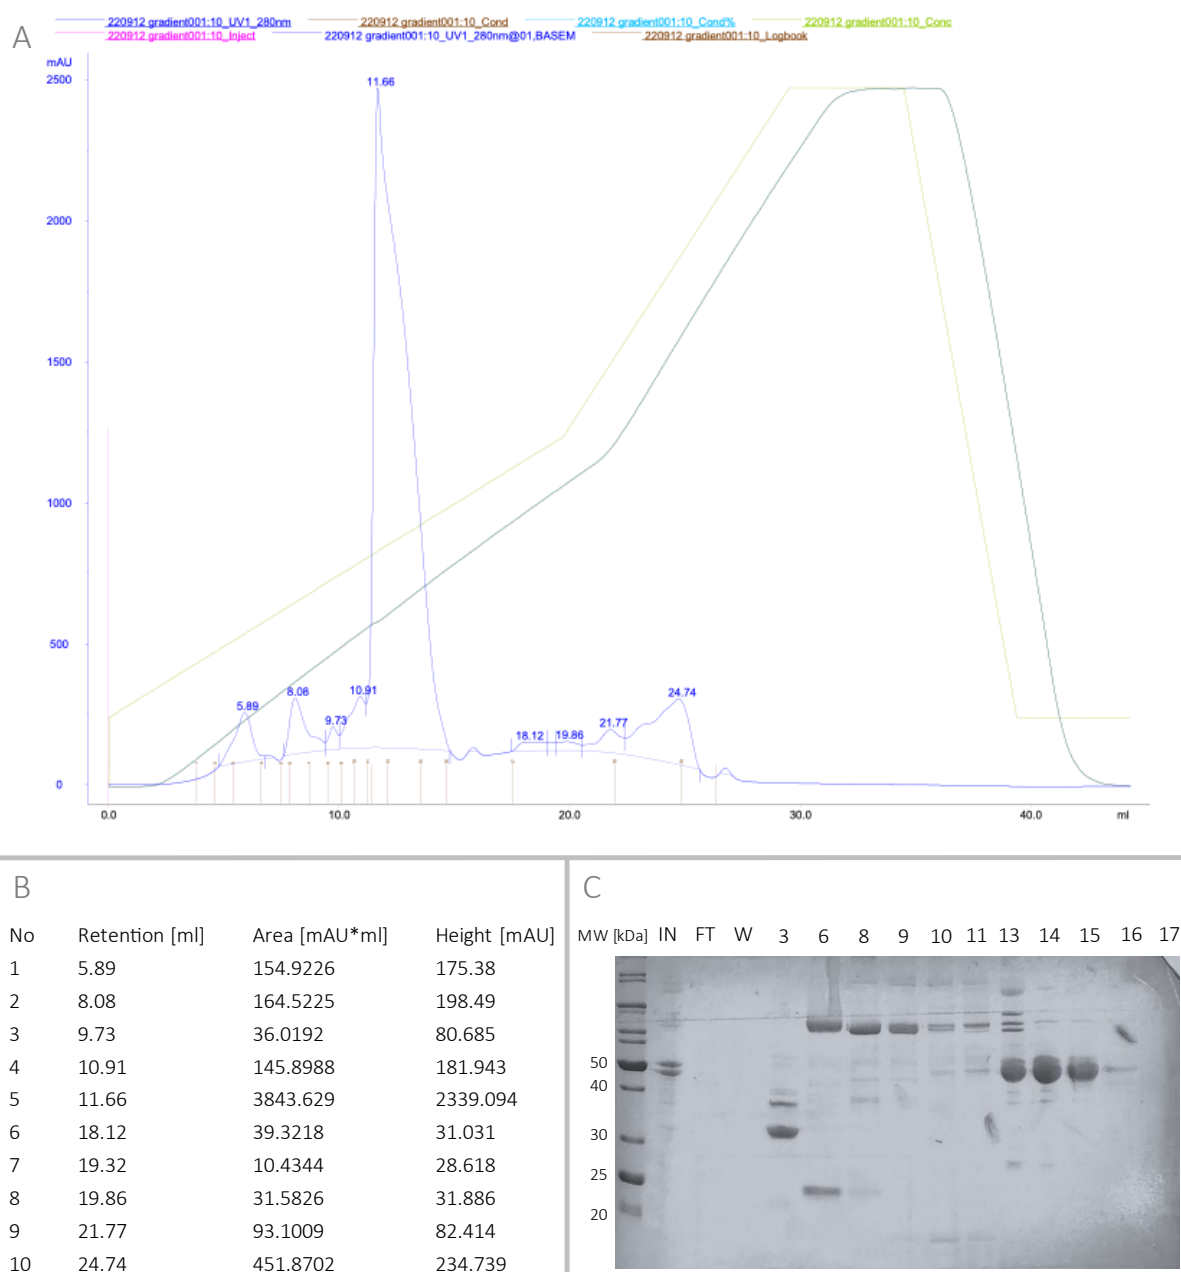 A
220912 gradient001:10_UV1_280nm 220912 gradient001:10_Cond 220912 gradient001:10_Cond% 220912 gradient001:10_Conc
220912 gradient001:10_Inject 220912 gradient001:10_UV1_280nm@01,BASEM 220912 gradient001:10_Logbook
mAU
2500
2000
1500
1000
500
0
11.66
5.89
8.08
9.73
10.91
18.12
19.86
21.77
24.74
0.0 10.0 20.0 30.0 40.0 ml
B
No Retention [ml] Area [mAU*ml] Height [mAU]
1 5.89 154.9226 175.38
2 8.08 164.5225 198.49
3 9.73 36.0192 80.685
4 10.91 145.8988 181.943
5 11.66 3843.629 2339.094
6 18.12 39.3218 31.031
7 19.32 10.4344 28.618
8 19.86 31.5826 31.886
9 21.77 93.1009 82.414
10 24.74 451.8702 234.739
C
MW [kDa] IN FT W 3 6 8 9 10 11 13 14 15 16 17
50
40
30
25
20